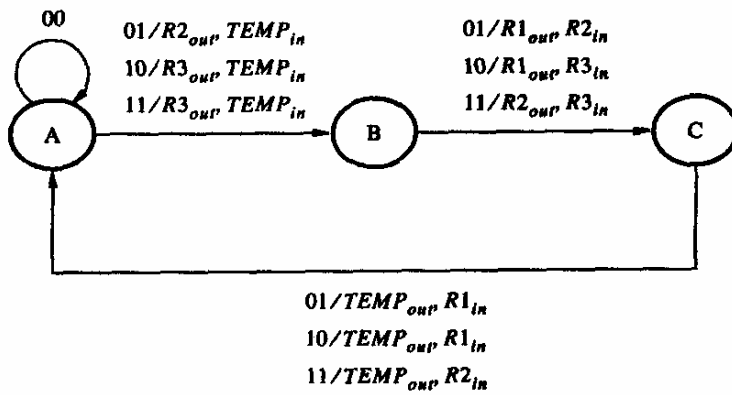 00
01/R2out, TEMPin
10/R3out, TEMPin
11/R3out, TEMPin
01/R1out, R2in
10/R1out, R3in
11/R2out, R3in
A
B
C
01/TEMPout, R1in
10/TEMPout, R1in
11/TEMPout, R2in